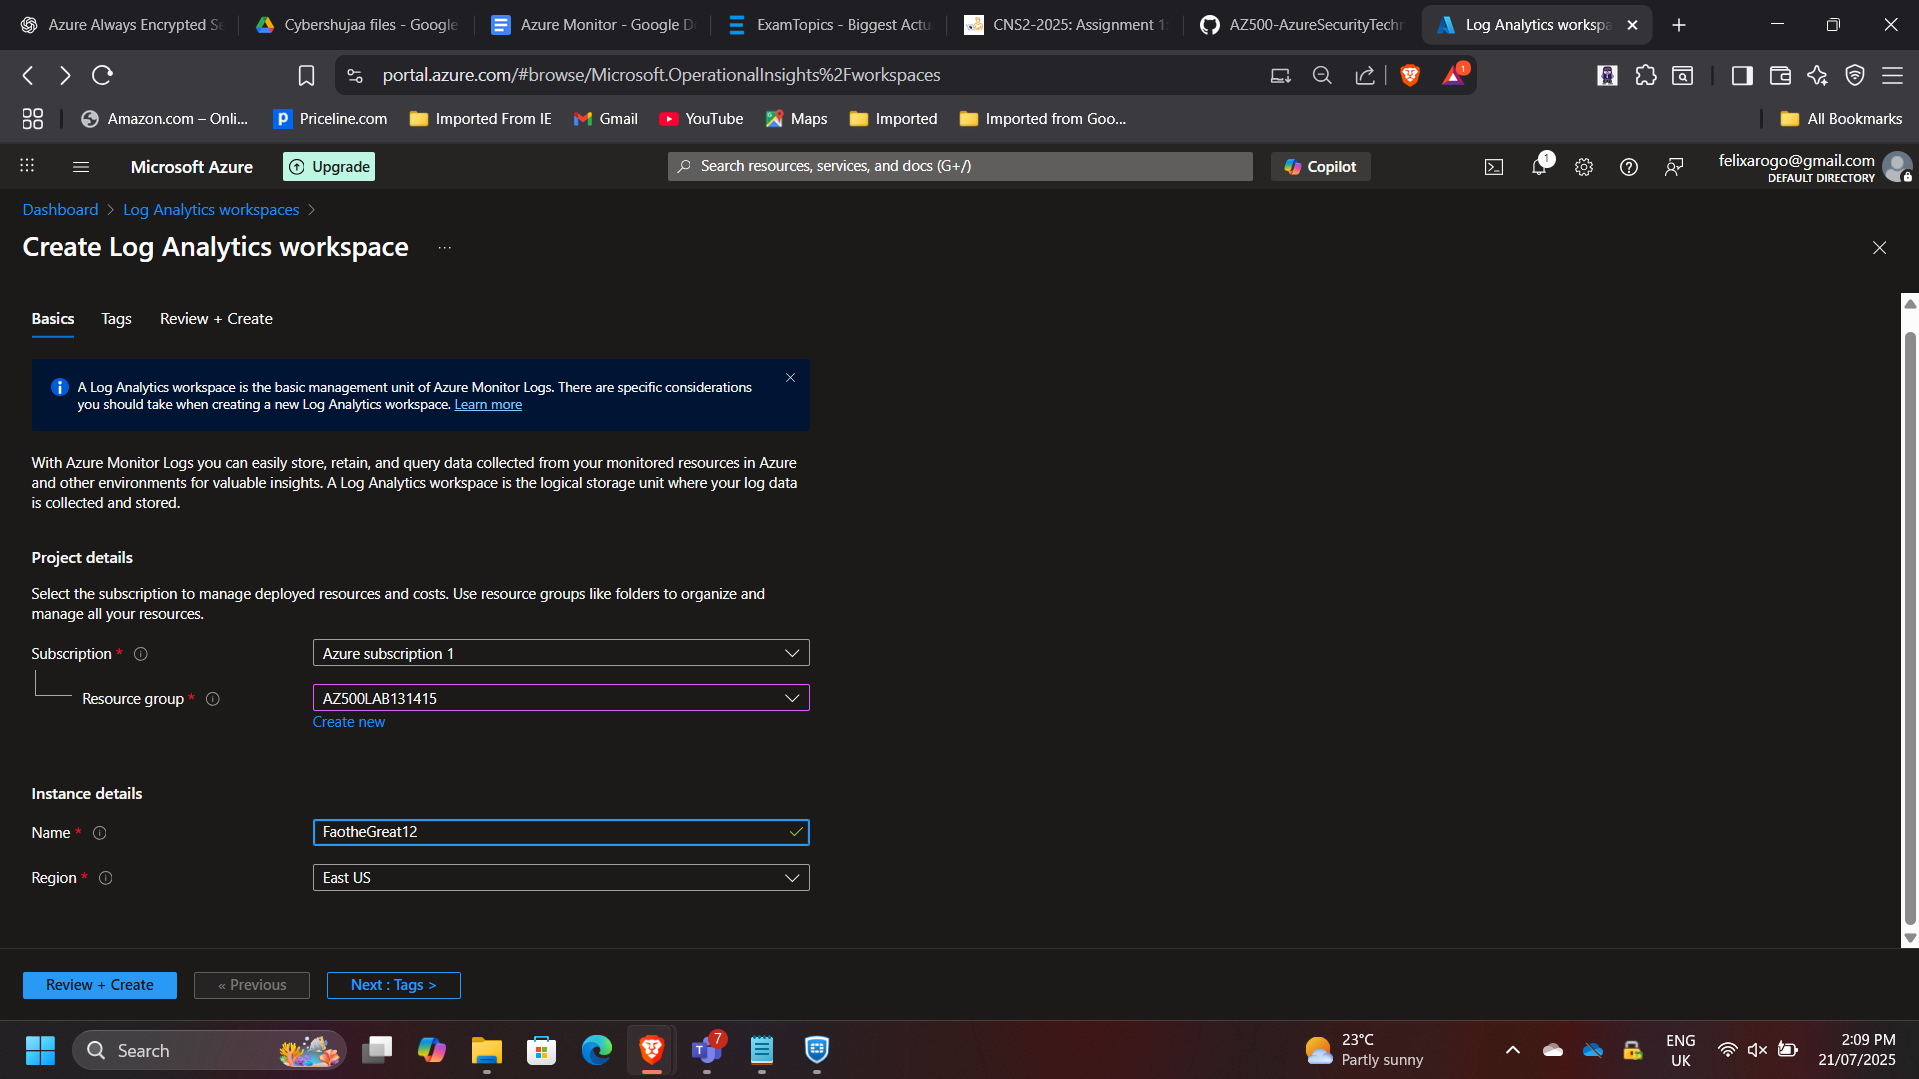 Azure Always Encrypted Se
Cybershujaa files - Google
Azure Monitor - Google D
ExamTopics - Biggest Actu
CNS2-2025: Assignment 1
AZ500-AzureSecurityTechn
Log Analytics workspa
portal.azure.com/#browse/Microsoft.OperationalInsights%2Fworkspaces
1
Amazon.com – Onli...
Priceline.com
Imported From IE
Gmail
YouTube
Maps
Imported
Imported from Goo...
All Bookmarks
Microsoft Azure
Upgrade
Search resources, services, and docs (G+/)
Copilot
1
felixarogo@gmail.com
DEFAULT DIRECTORY
Dashboard > Log Analytics workspaces >
Create Log Analytics workspace ...
Basics
Tags
Review + Create
A Log Analytics workspace is the basic management unit of Azure Monitor Logs. There are specific considerations
you should take when creating a new Log Analytics workspace. Learn more
With Azure Monitor Logs you can easily store, retain, and query data collected from your monitored resources in Azure
and other environments for valuable insights. A Log Analytics workspace is the logical storage unit where your log data
is collected and stored.
Project details
Select the subscription to manage deployed resources and costs. Use resource groups like folders to organize and
manage all your resources.
Subscription *
Azure subscription 1
Resource group *
AZ500LAB131415
Create new
Instance details
Name *
FaotheGreat12
Region *
East US
Review + Create
« Previous
Next : Tags >
Search
7
23°C
Partly sunny
ENG
UK
2:09 PM
21/07/2025